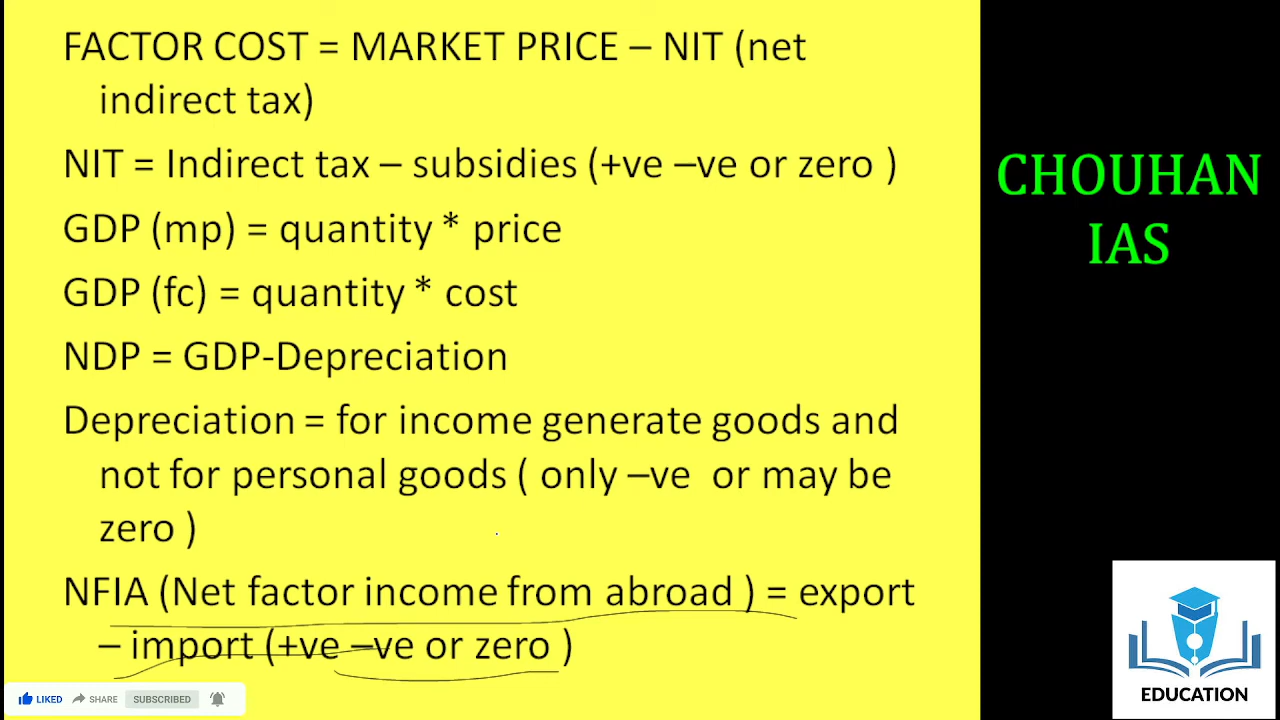 FACTOR COST = MARKET PRICE – NIT (net
indirect tax)
NIT = Indirect tax – subsidies (+ve –ve or zero )
GDP (mp) = quantity * price
GDP (fc) = quantity * cost
NDP = GDP-Depreciation
Depreciation = for income generate goods and
not for personal goods ( only –ve or may be
zero )
NFIA (Net factor income from abroad ) = export
– import (+ve –ve or zero )
LIKED SHARE SUBSCRIBED
CHOUHAN
IAS
EDUCATION